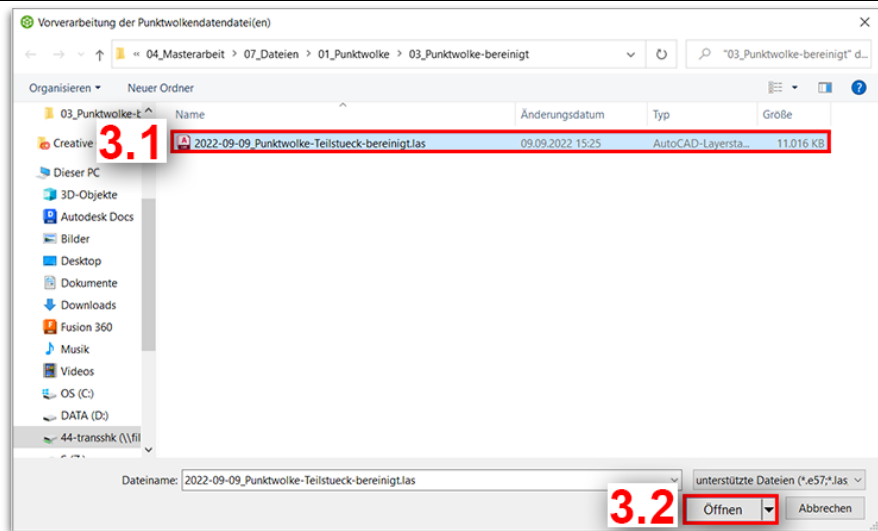 Vorverarbeitung der Punktwolkendatendatei(en)
« 04_Masterarbeit > 07_Dateien > 01_Punktwolke > 03_Punktwolke-bereinigt
"03_Punktwolke-bereinigt" d...
Organisieren Neuer Ordner
03_Punktwolke-b
Name Änderungsdatum Typ Größe
Creative
3.1
2022-09-09_Punktwolke-Teilstueck-bereinigt.las 09.09.2022 15:25 AutoCAD-Layersta... 11.016 KB
Dieser PC
3D-Objekte
Autodesk Docs
Bilder
Desktop
Dokumente
Downloads
Fusion 360
Musik
Videos
OS (C:)
DATA (D:)
44-transshk (\\fil
Dateiname: 2022-09-09_Punktwolke-Teilstueck-bereinigt.las unterstützte Dateien (*.e57;*.las
3.2
Öffnen Abbrechen